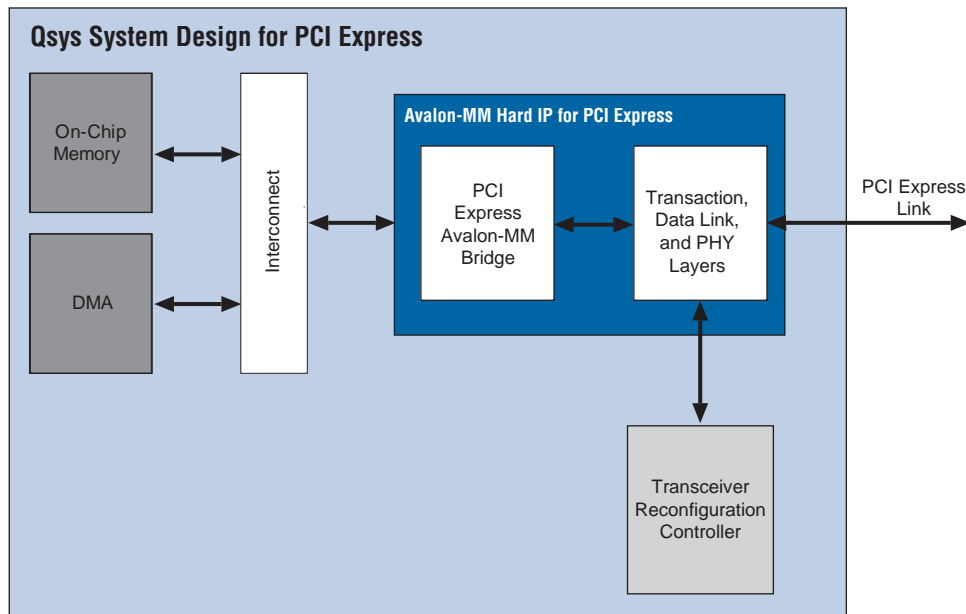 Qsys System Design for PCI Express
On-Chip
Memory
DMA
Interconnect
Avalon-MM Hard IP for PCI Express
PCI
Express
Avalon-MM
Bridge
Transaction,
Data Link,
and PHY
Layers
PCI Express
Link
Transceiver
Reconfiguration
Controller